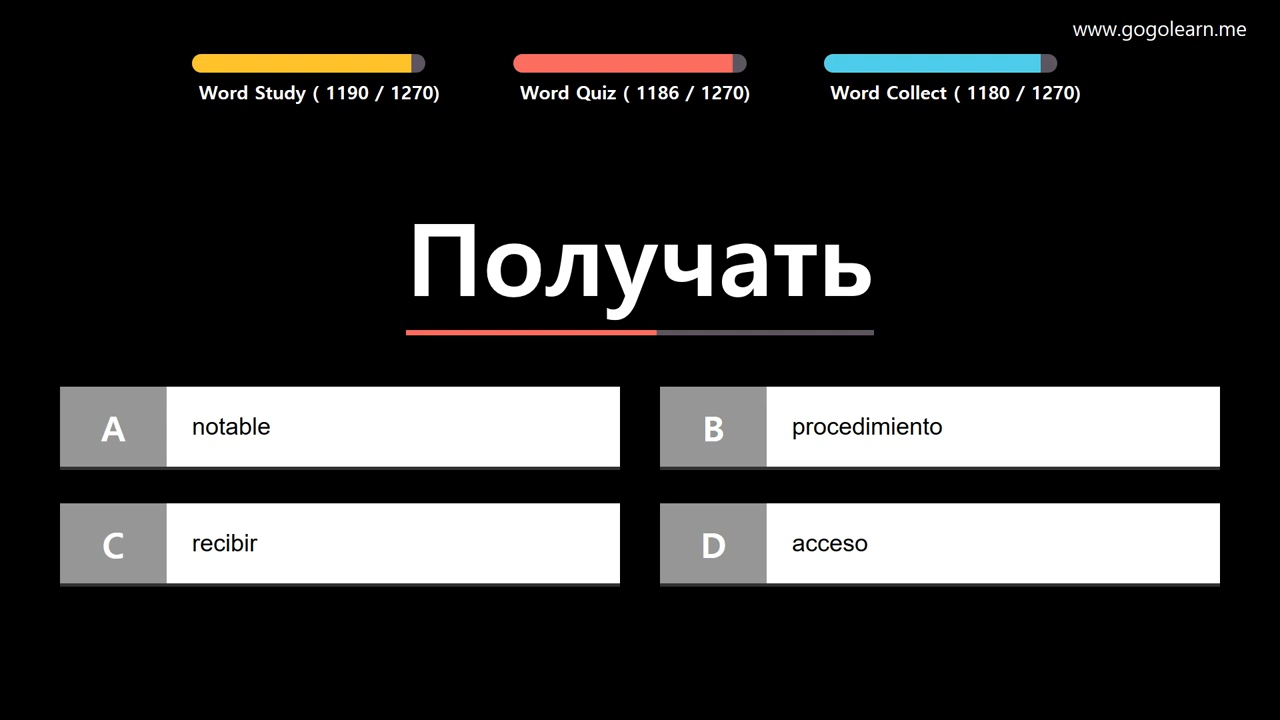 www.gogolearn.me
Word Study ( 1190 / 1270)
Word Quiz ( 1186 / 1270)
Word Collect ( 1180 / 1270)
Получать
A notable
B procedimiento
C recibir
D acceso